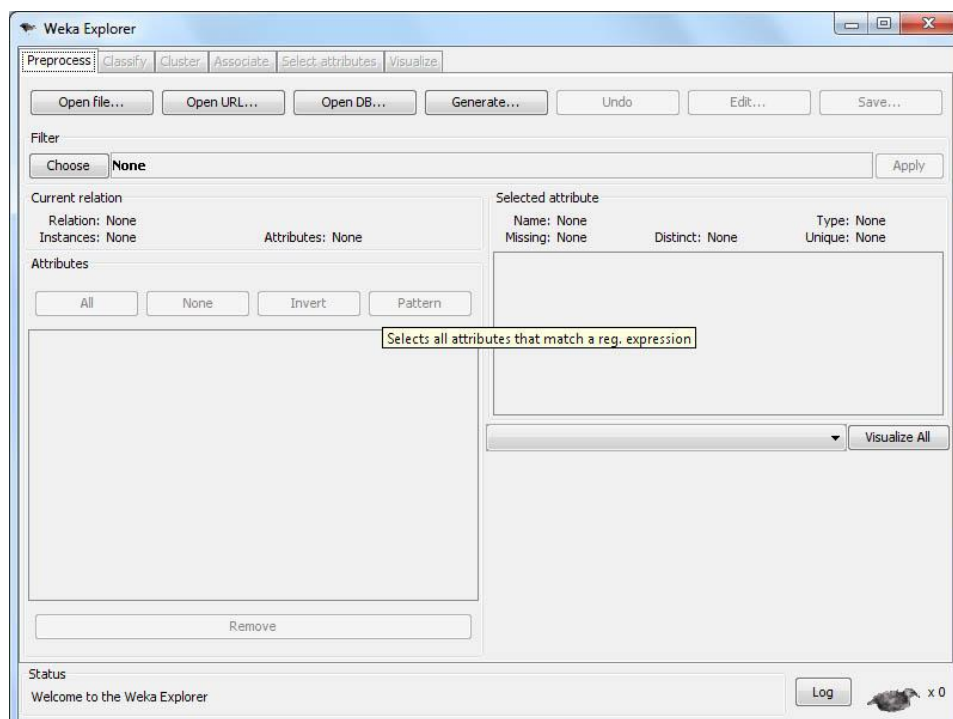 Weka Explorer
Preprocess Classify Cluster Associate Select attributes Visualize
Open file... Open URL... Open DB... Generate... Undo Edit... Save...
Filter
Choose None Apply
Current relation
Relation: None
Instances: None Attributes: None
Selected attribute
Name: None Type: None
Missing: None Distinct: None Unique: None
Attributes
All None Invert Pattern
Selects all attributes that match a reg. expression
Visualize All
Remove
Status
Welcome to the Weka Explorer
Log x 0